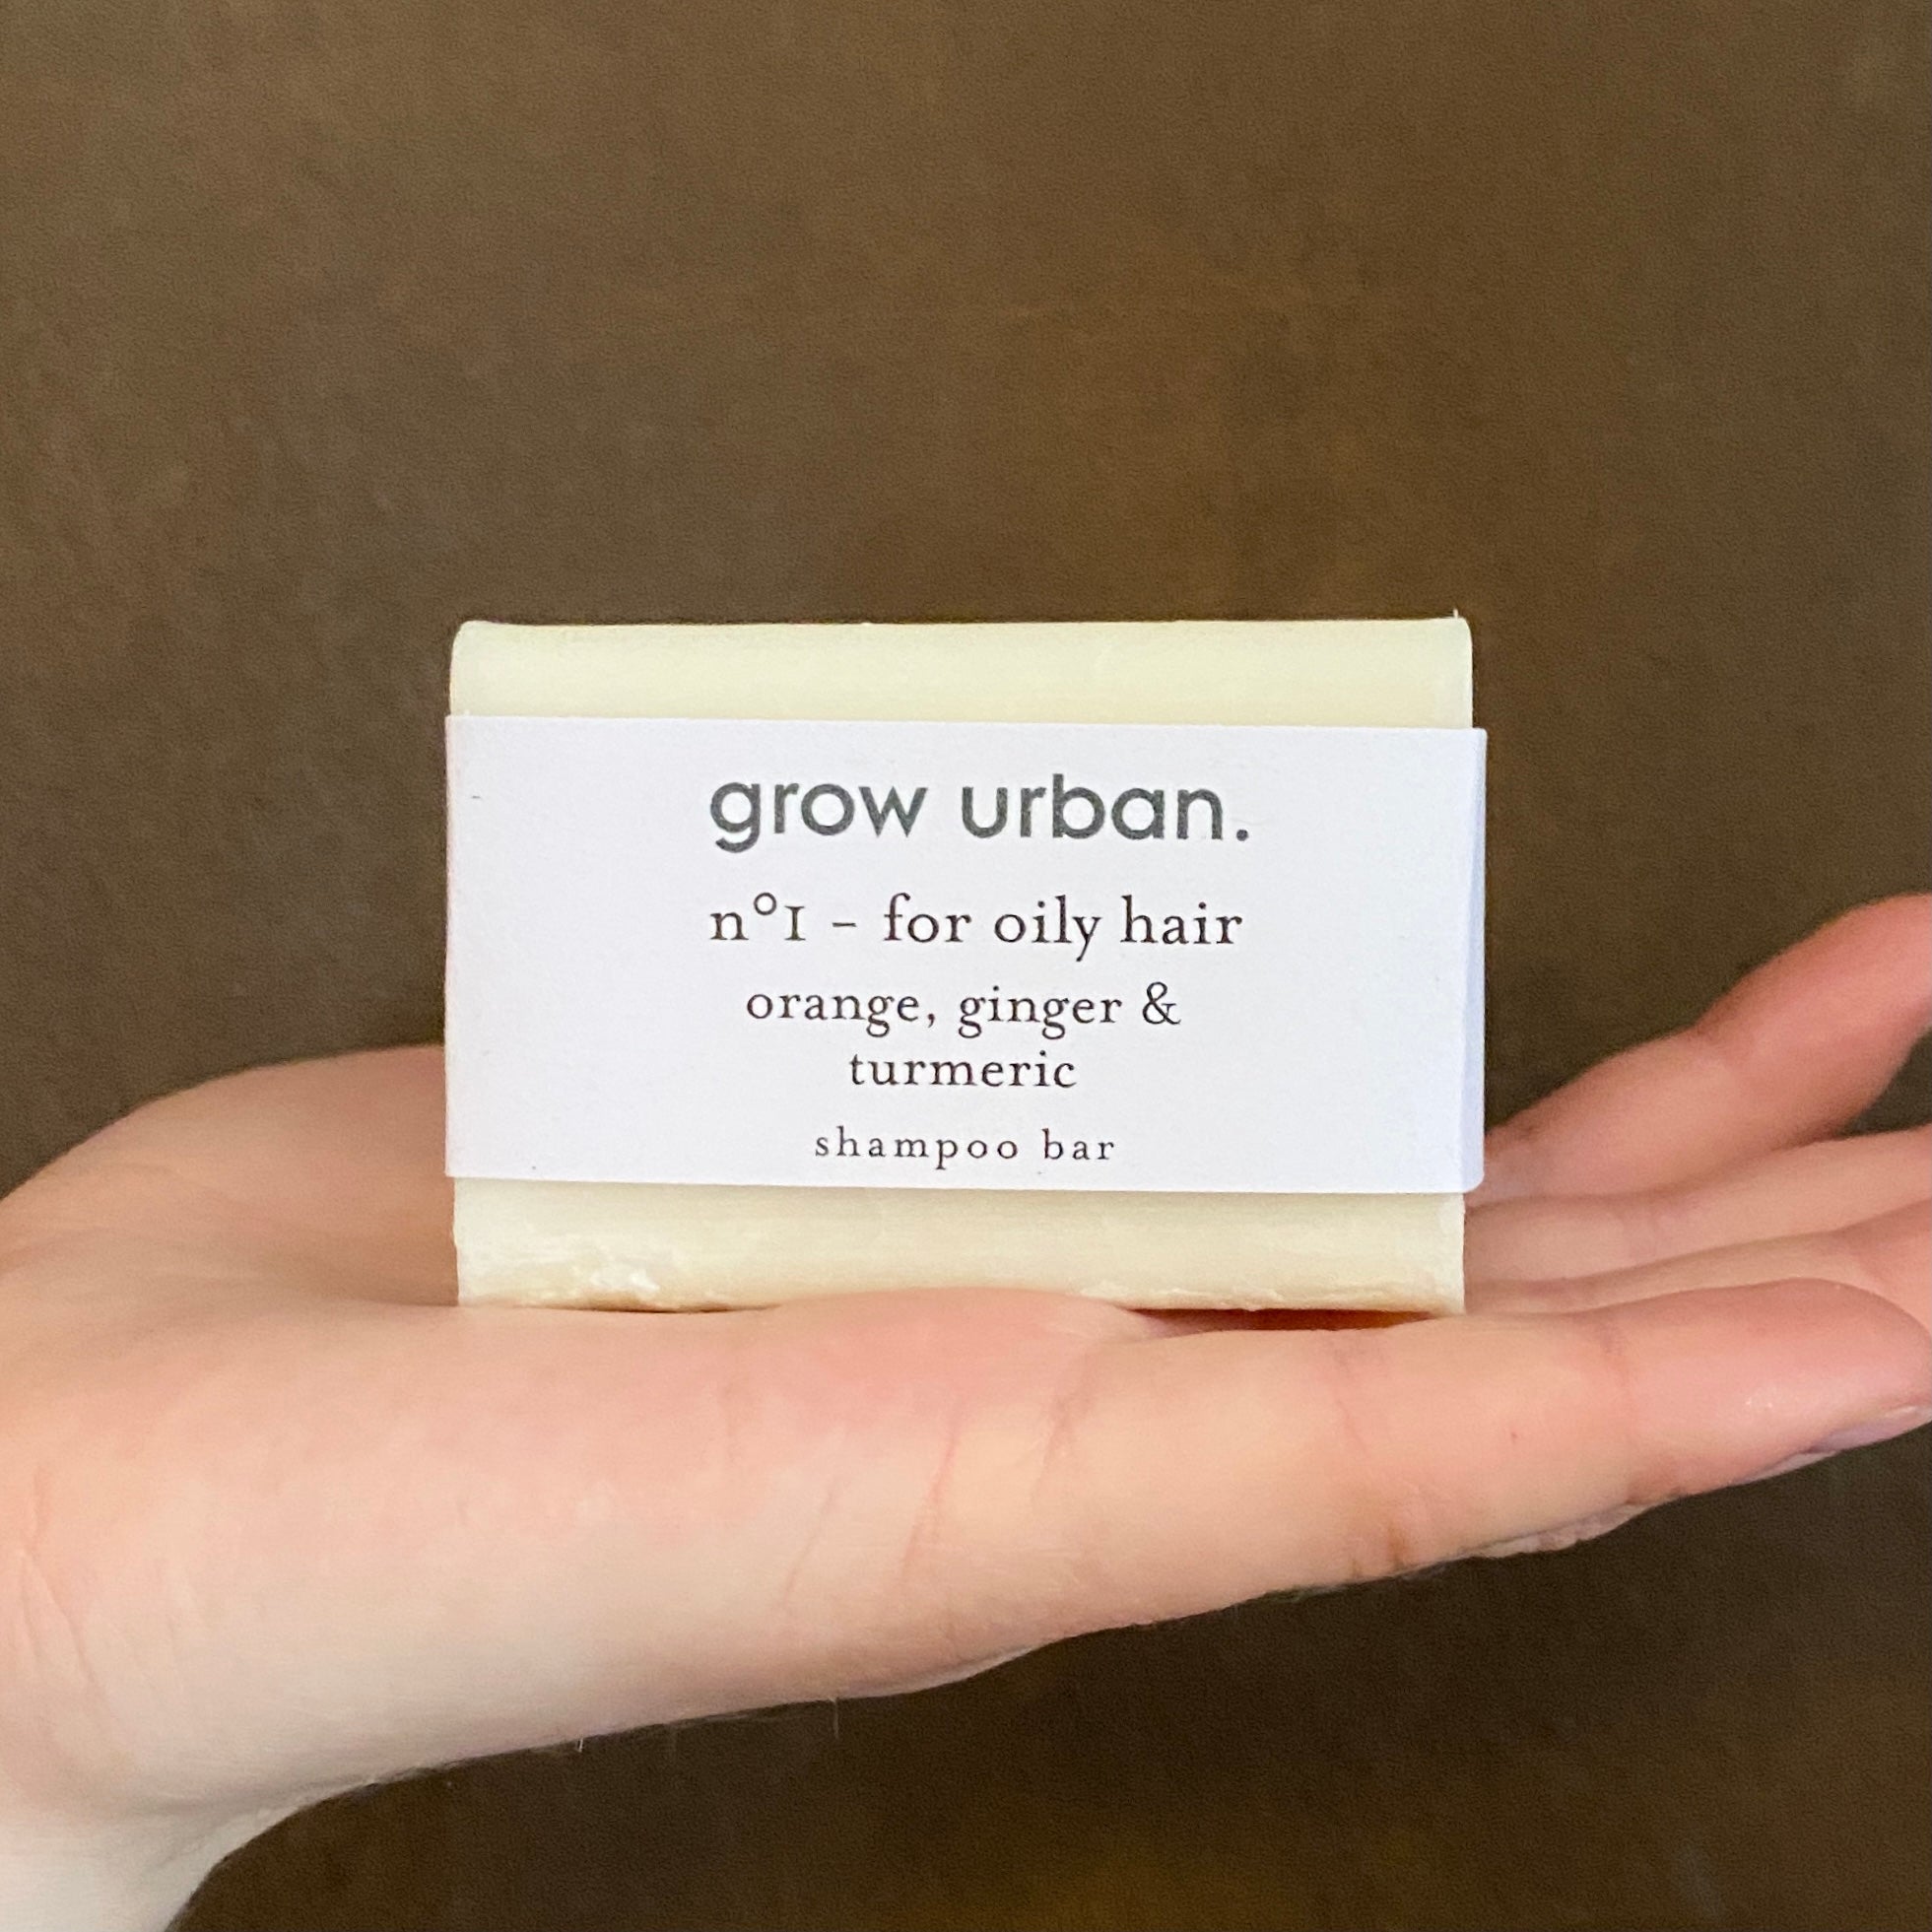 grow urban.
n°1 - for oily hair
orange, ginger &
turmeric
shampoo bar